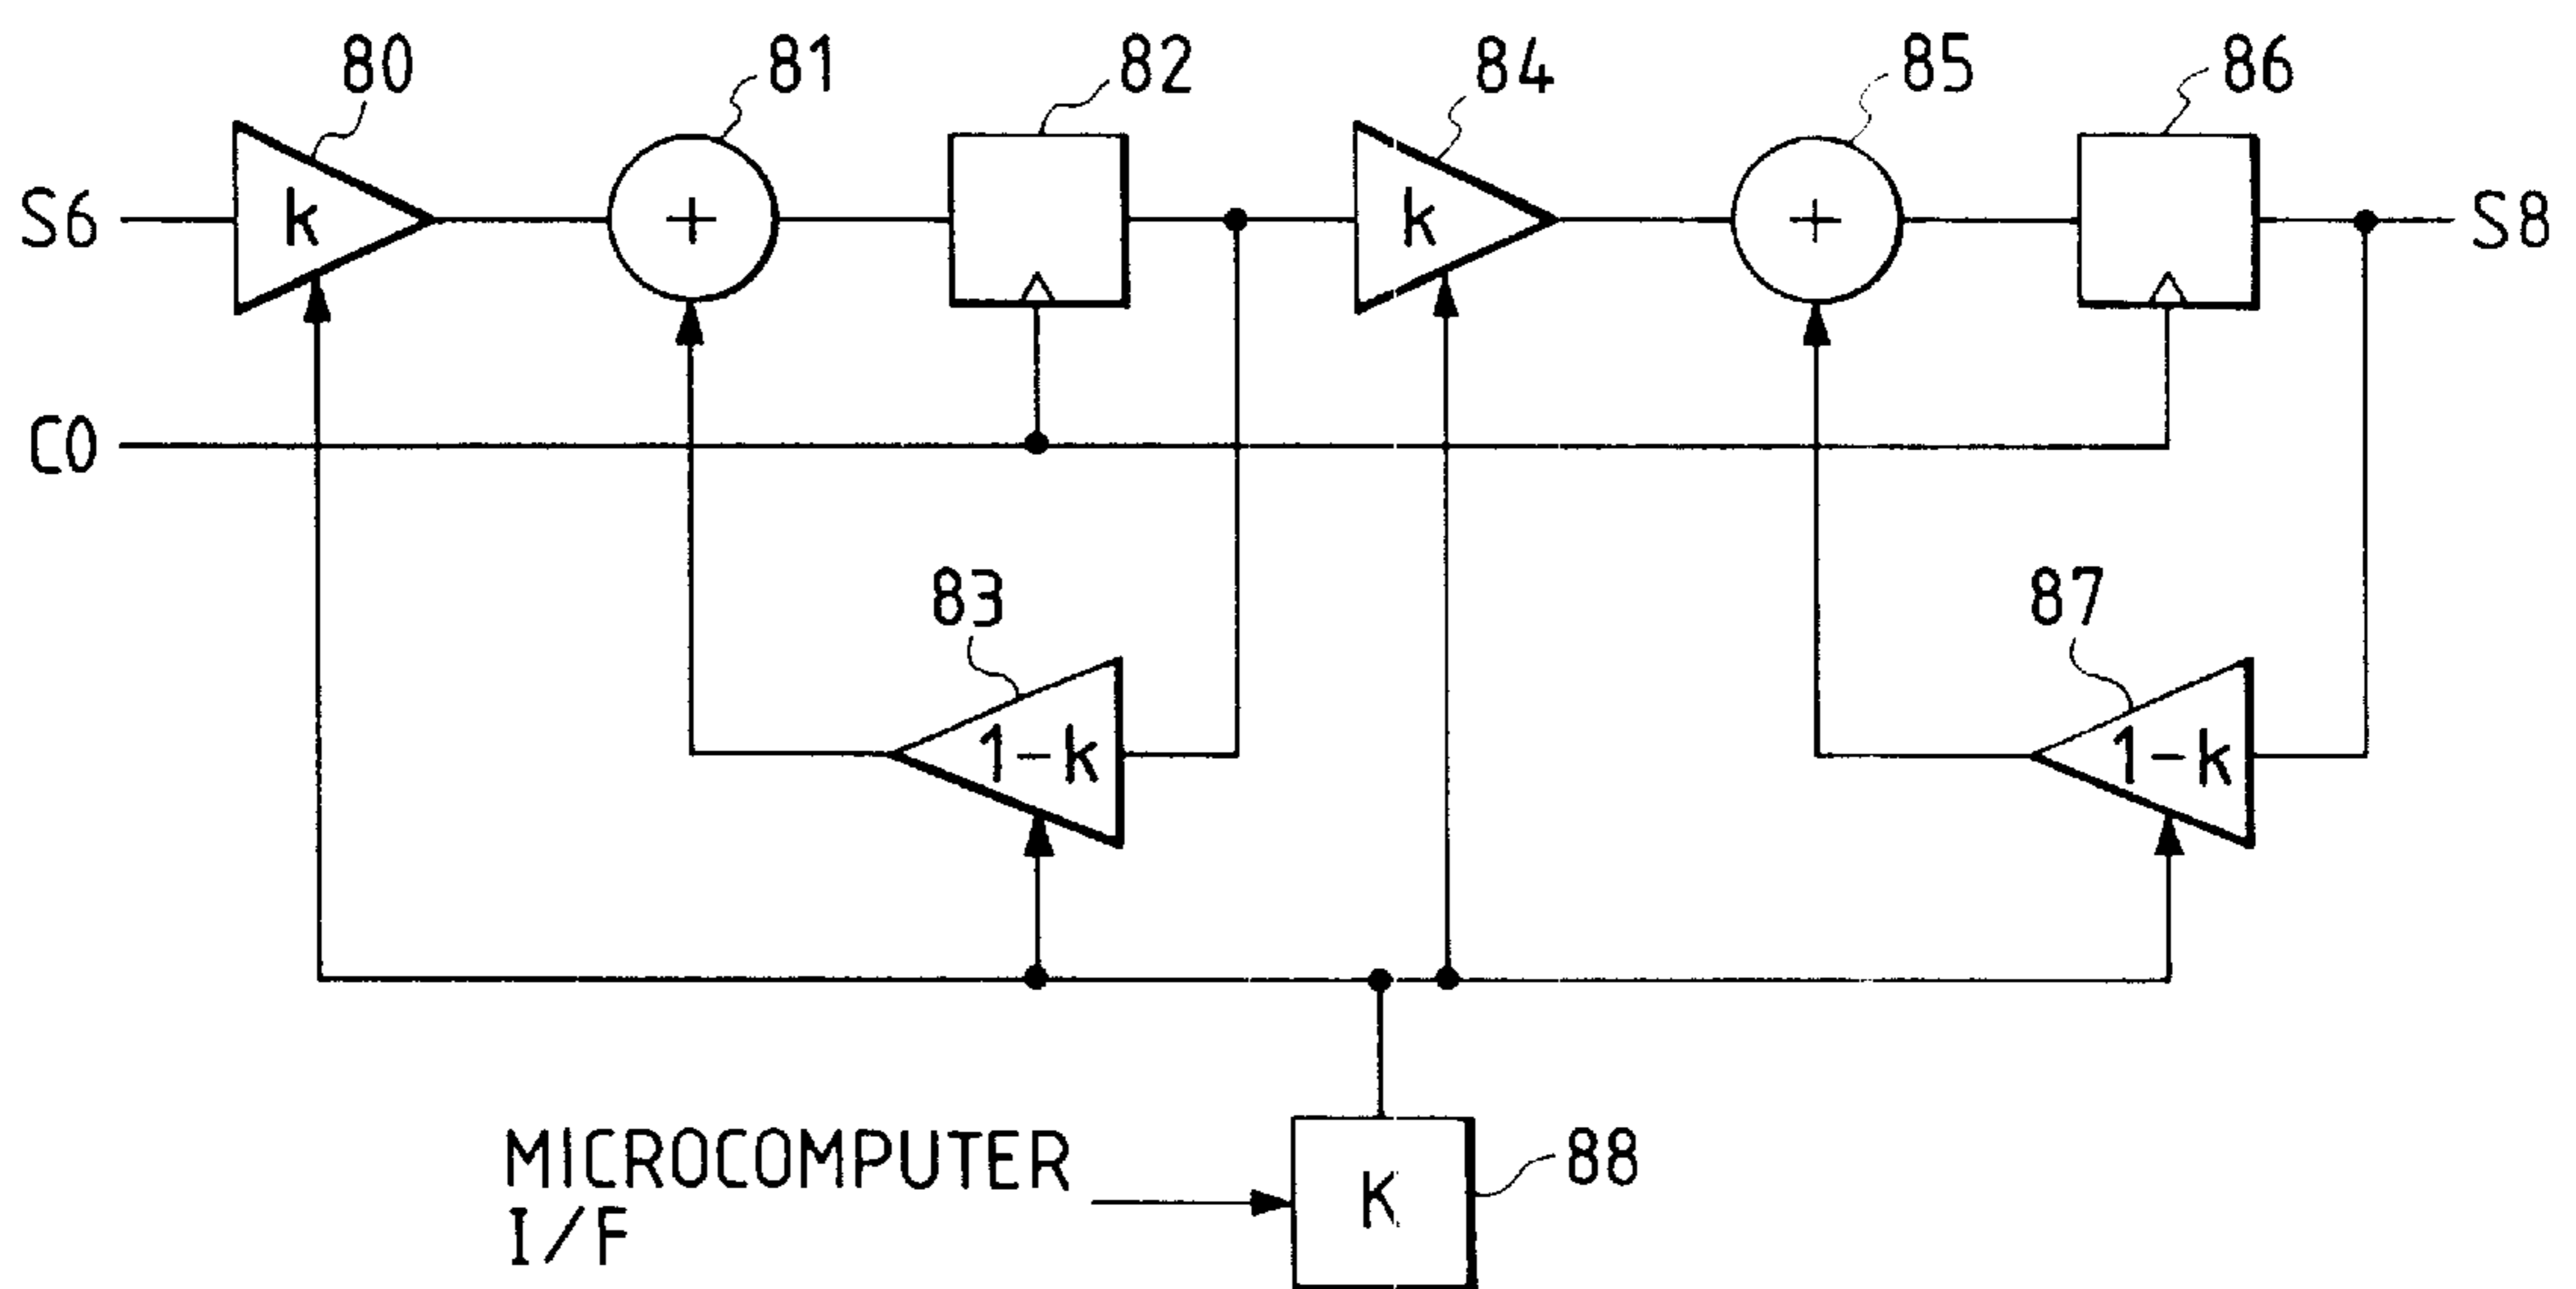 80
81
82
84
85
86
S6
k
+
k
+
S8
C0
83
87
1-k
1-k
MICROCOMPUTER
I/F
K
88